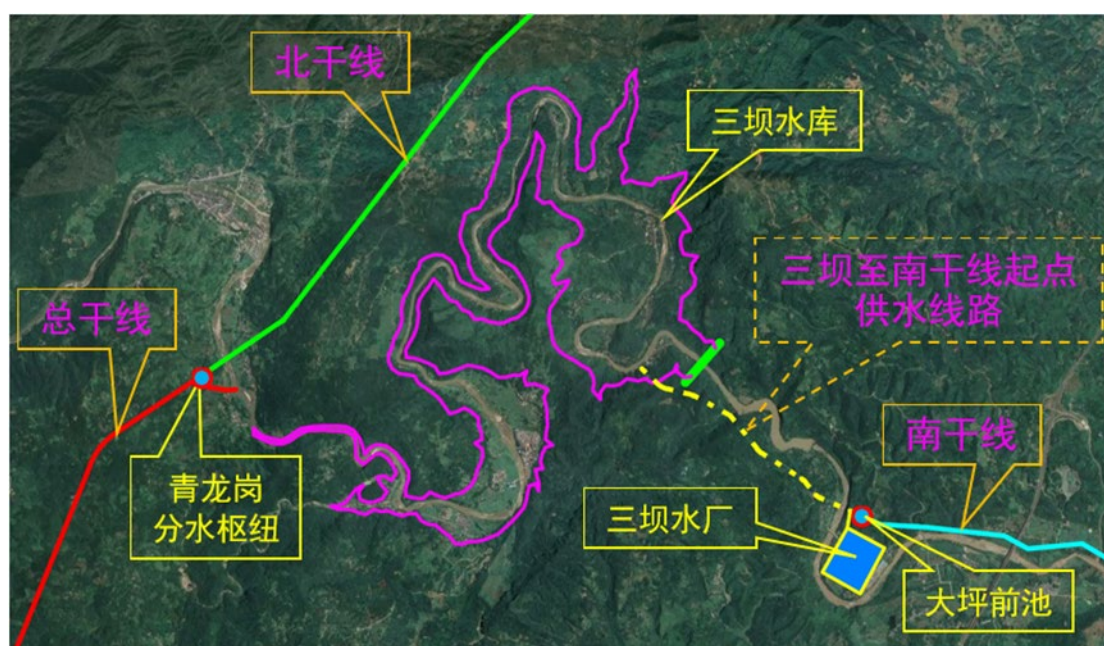 北干线
三坝水库
三坝至南干线起点
供水线路
总干线
南干线
青龙岗
分水枢纽
三坝水厂
大坪前池